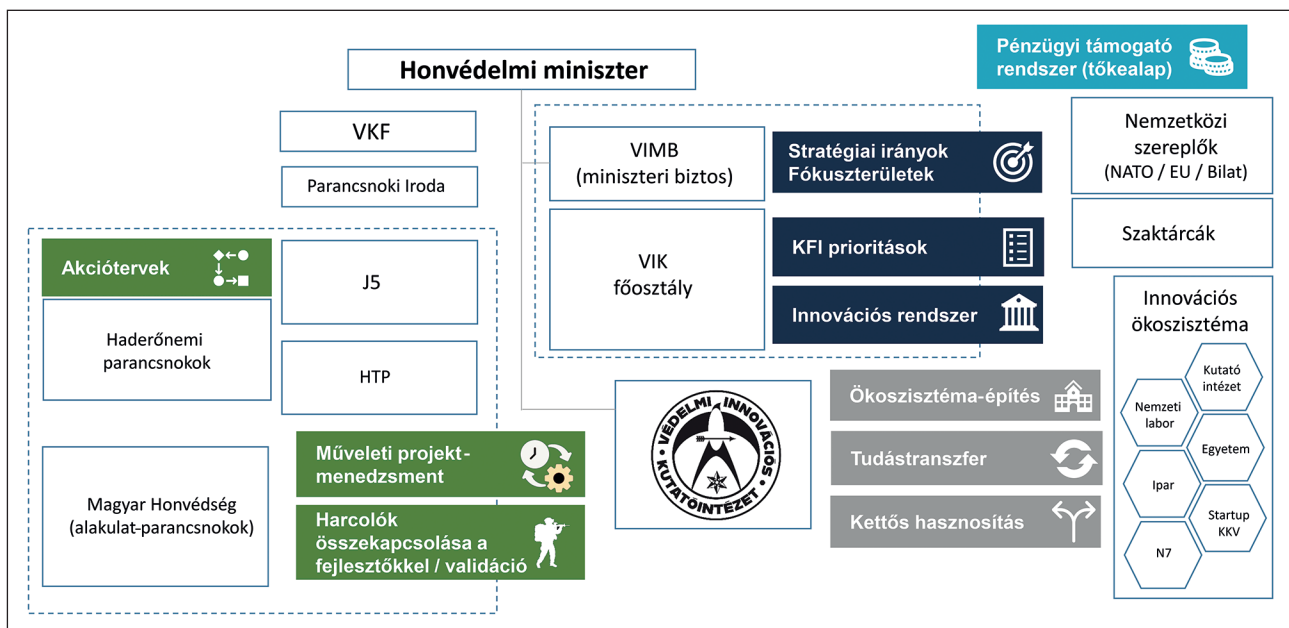 Honvédelmi miniszter
Pénzügyi támogató
rendszer (tőkealap)
VKF
Parancsnoki Iroda
VIMB
(miniszteri biztos)
Stratégiai irányok
Fókuszterületek
Nemzetközi
szereplők
(NATO / EU / Bilat)
Szaktárcák
VIK
főosztály
KFI prioritások
Innovációs rendszer
Akciótervek
J5
Haderőnemi
parancsnokok
HTP
Magyar Honvédség
(alakulat-parancsnokok)
Műveleti projekt-
menedzsment
Harcolók
összekapcsolása a
fejlesztőkkel / validáció
VÉDELMI INNOVÁCIÓS
KUTATÓINTÉZET
Ökoszisztéma-építés
Tudástranszfer
Kettős hasznosítás
Innovációs
ökoszisztéma
Kutató
intézet
Nemzeti
labor
Egyetem
Ipar
Startup
KKV
N7